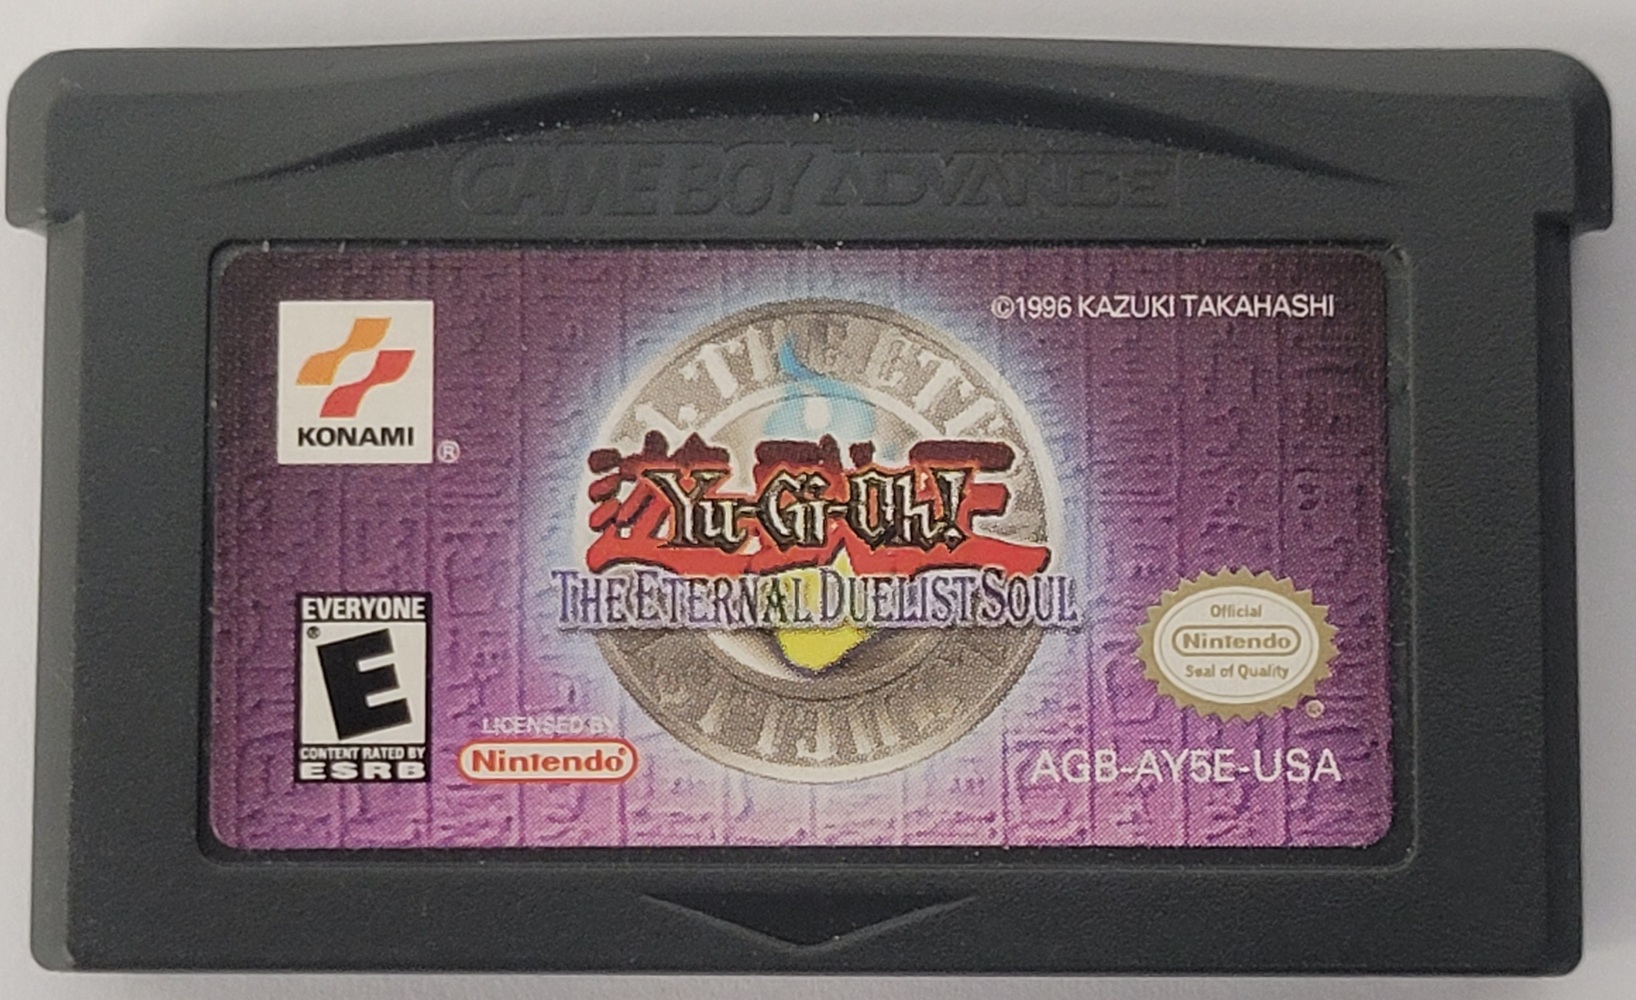 GAME BOY ADVANCE
©1996 KAZUKI TAKAHASHI
KONAMI
®
Yu-Gi-Oh!
THE ETERNAL DUELIST SOUL
EVERYONE
E
®
CONTENT RATED BY
ESRB
LICENSED BY
Nintendo®
Official
Nintendo
Seal of Quality
AGB-AY5E-USA